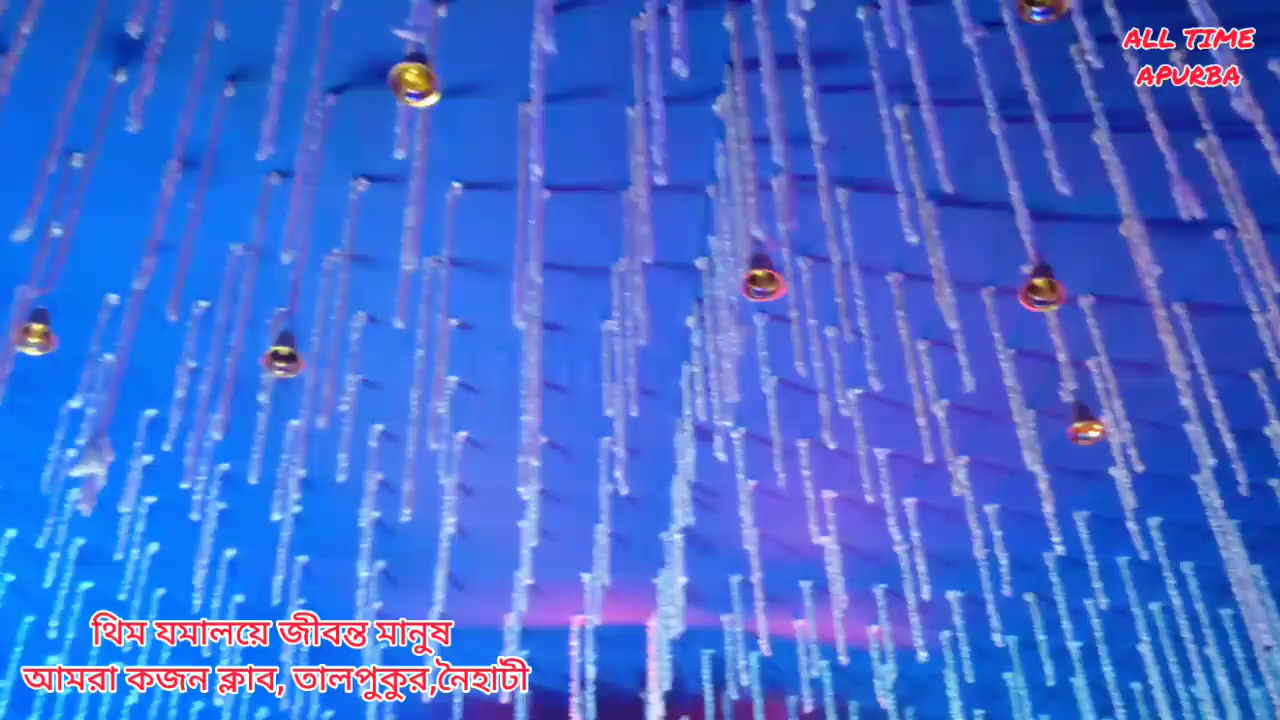 ALL TIME
APURBA
থিম যমালয়ে জীবন্ত মানুষ
আমরা কজন ক্লাব, তালপুকুর,নৈহাটী